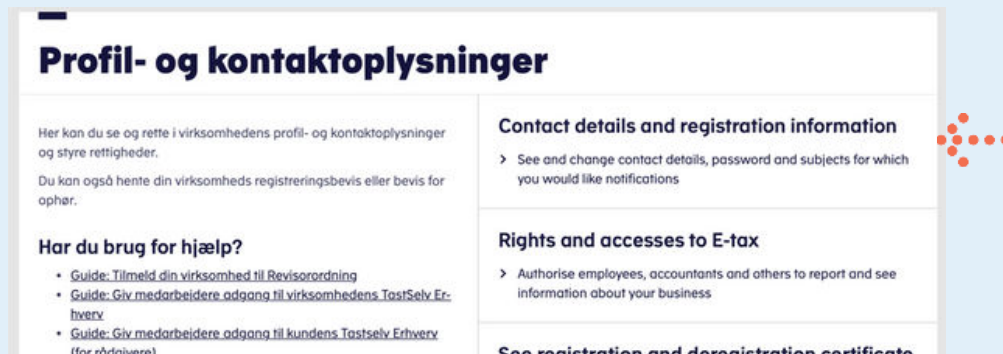 Profil- og kontaktoplysninger
Her kan du se og rette i virksomhedens profil- og kontaktoplysninger
og styre rettigheder.
Du kan også hente din virksomheds registreringsbevis eller bevis for
ophør.
Har du brug for hjælp?
• Guide: Tilmeld din virksomhed til Revisorordning
• Guide: Giv medarbejdere adgang til virksomhedens TastSelv Er-
hverv
• Guide: Giv medarbejdere adgang til kundens Tastselv Erhverv
(for rådgivere)
Contact details and registration information
> See and change contact details, password and subjects for which
you would like notifications
Rights and accesses to E-tax
> Authorise employees, accountants and others to report and see
information about your business
See registration and deregistration certificate